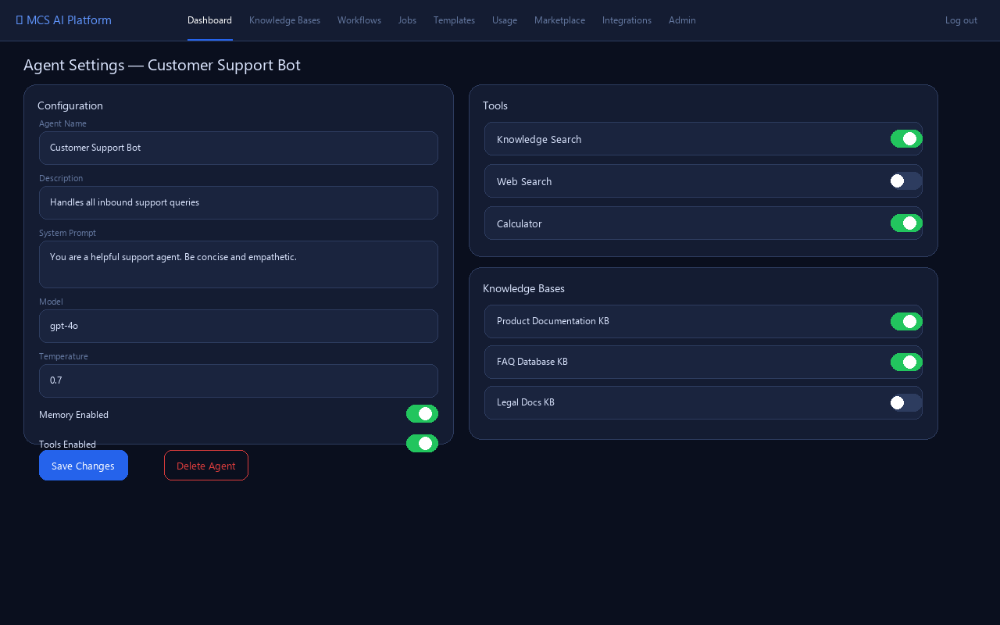 MCS AI Platform
Dashboard
Knowledge Bases
Workflows
Jobs
Templates
Usage
Marketplace
Integrations
Admin
Log out
Agent Settings — Customer Support Bot
Configuration
Agent Name
Customer Support Bot
Description
Handles all inbound support queries
System Prompt
You are a helpful support agent. Be concise and empathetic.
Model
gpt-4o
Temperature
0.7
Memory Enabled
Tools Enabled
Save Changes
Delete Agent
Tools
Knowledge Search
Web Search
Calculator
Knowledge Bases
Product Documentation KB
FAQ Database KB
Legal Docs KB